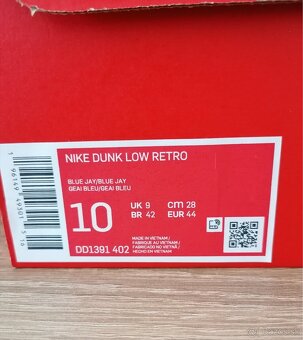 NIKE DUNK LOW RETRO
BLUE JAY/BLUE JAY
GEAI BLEU/GEAI BLEU
10
UK 9
CM 28
BR 42
EUR 44
DD1391 402
MADE IN VIETNAM /
FABRIQUÉ AU VIETNAM /
FABRICADO NO VIETNÃ /
HECHO EN VIETNAM